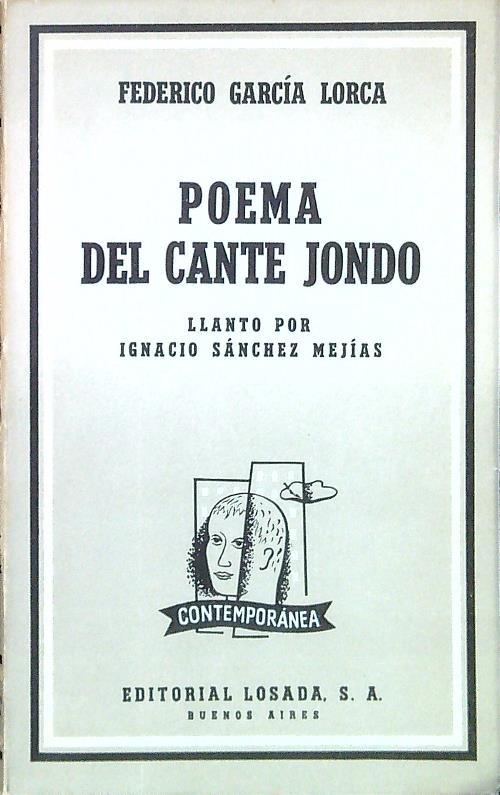 FEDERICO GARCÍA LORCA
POEMA
DEL CANTE JONDO
LLANTO POR
IGNACIO SÁNCHEZ MEJÍAS
CONTEMPORÁNEA
EDITORIAL LOSADA, S. A.
BUENOS AIRES